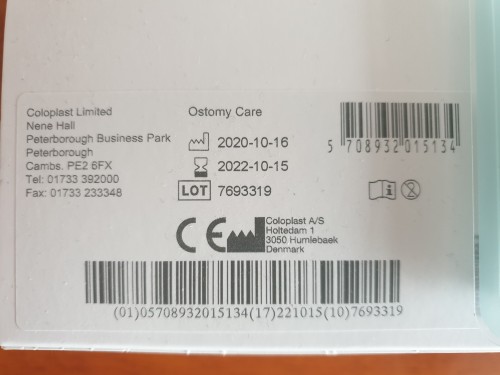 Coloplast Limited
Nene Hall
Peterborough Business Park
Peterborough
Cambs. PE2 6FX
Tel: 01733 392000
Fax: 01733 233348
Ostomy Care
2020-10-16
2022-10-15
LOT 7693319
5 708932 015134
i
2
CE
Coloplast A/S
Holtedam 1
3050 Humlebaek
Denmark
(01)05708932015134(17)221015(10)7693319